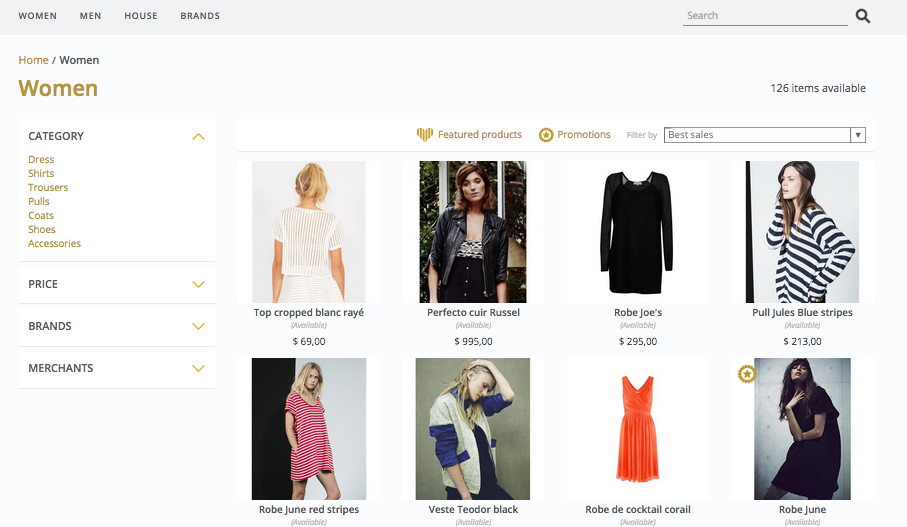 WOMEN MEN HOUSE BRANDS Search
Home / Women
Women
126 items available
CATEGORY
Dress
Shirts
Trousers
Pulls
Coats
Shoes
Accessories
PRICE
BRANDS
MERCHANTS
Featured products Promotions Filter by Best sales
Top cropped blanc rayé Perfecto cuir Russel Robe Joe's Pull Jules Blue stripes
(Available) (Available) (Available) (Available)
$ 69,00 $ 995,00 $ 295,00 $ 213,00
Robe June red stripes Veste Teodor black Robe de cocktail corail Robe June
(Available) (Available) (Available) (Available)